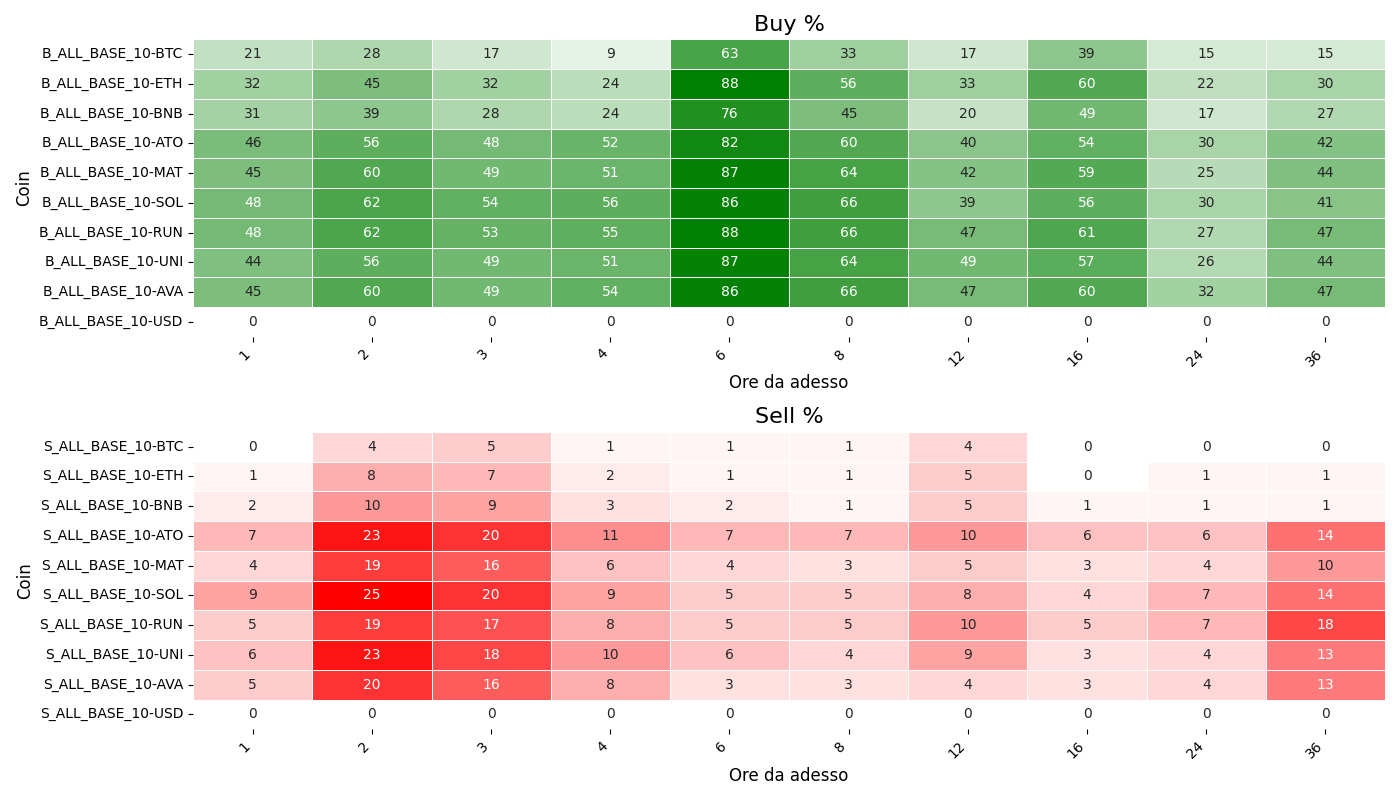 Buy %
Coin
B_ALL_BASE_10-BTC 21 28 17 9 63 33 17 39 15 15
B_ALL_BASE_10-ETH 32 45 32 24 88 56 33 60 22 30
B_ALL_BASE_10-BNB 31 39 28 24 76 45 20 49 17 27
B_ALL_BASE_10-ATO 46 56 48 52 82 60 40 54 30 42
B_ALL_BASE_10-MAT 45 60 49 51 87 64 42 59 25 44
B_ALL_BASE_10-SOL 48 62 54 56 86 66 39 56 30 41
B_ALL_BASE_10-RUN 48 62 53 55 88 66 47 61 27 47
B_ALL_BASE_10-UNI 44 56 49 51 87 64 49 57 26 44
B_ALL_BASE_10-AVA 45 60 49 54 86 66 47 60 32 47
B_ALL_BASE_10-USD 0 0 0 0 0 0 0 0 0 0
1 2 3 4 6 8 12 16 24 36
Ore da adesso
Sell %
Coin
S_ALL_BASE_10-BTC 0 4 5 1 1 1 4 0 0 0
S_ALL_BASE_10-ETH 1 8 7 2 1 1 5 0 1 1
S_ALL_BASE_10-BNB 2 10 9 3 2 1 5 1 1 1
S_ALL_BASE_10-ATO 7 23 20 11 7 7 10 6 6 14
S_ALL_BASE_10-MAT 4 19 16 6 4 3 5 3 4 10
S_ALL_BASE_10-SOL 9 25 20 9 5 5 8 4 7 14
S_ALL_BASE_10-RUN 5 19 17 8 5 5 10 5 7 18
S_ALL_BASE_10-UNI 6 23 18 10 6 4 9 3 4 13
S_ALL_BASE_10-AVA 5 20 16 8 3 3 4 3 4 13
S_ALL_BASE_10-USD 0 0 0 0 0 0 0 0 0 0
1 2 3 4 6 8 12 16 24 36
Ore da adesso